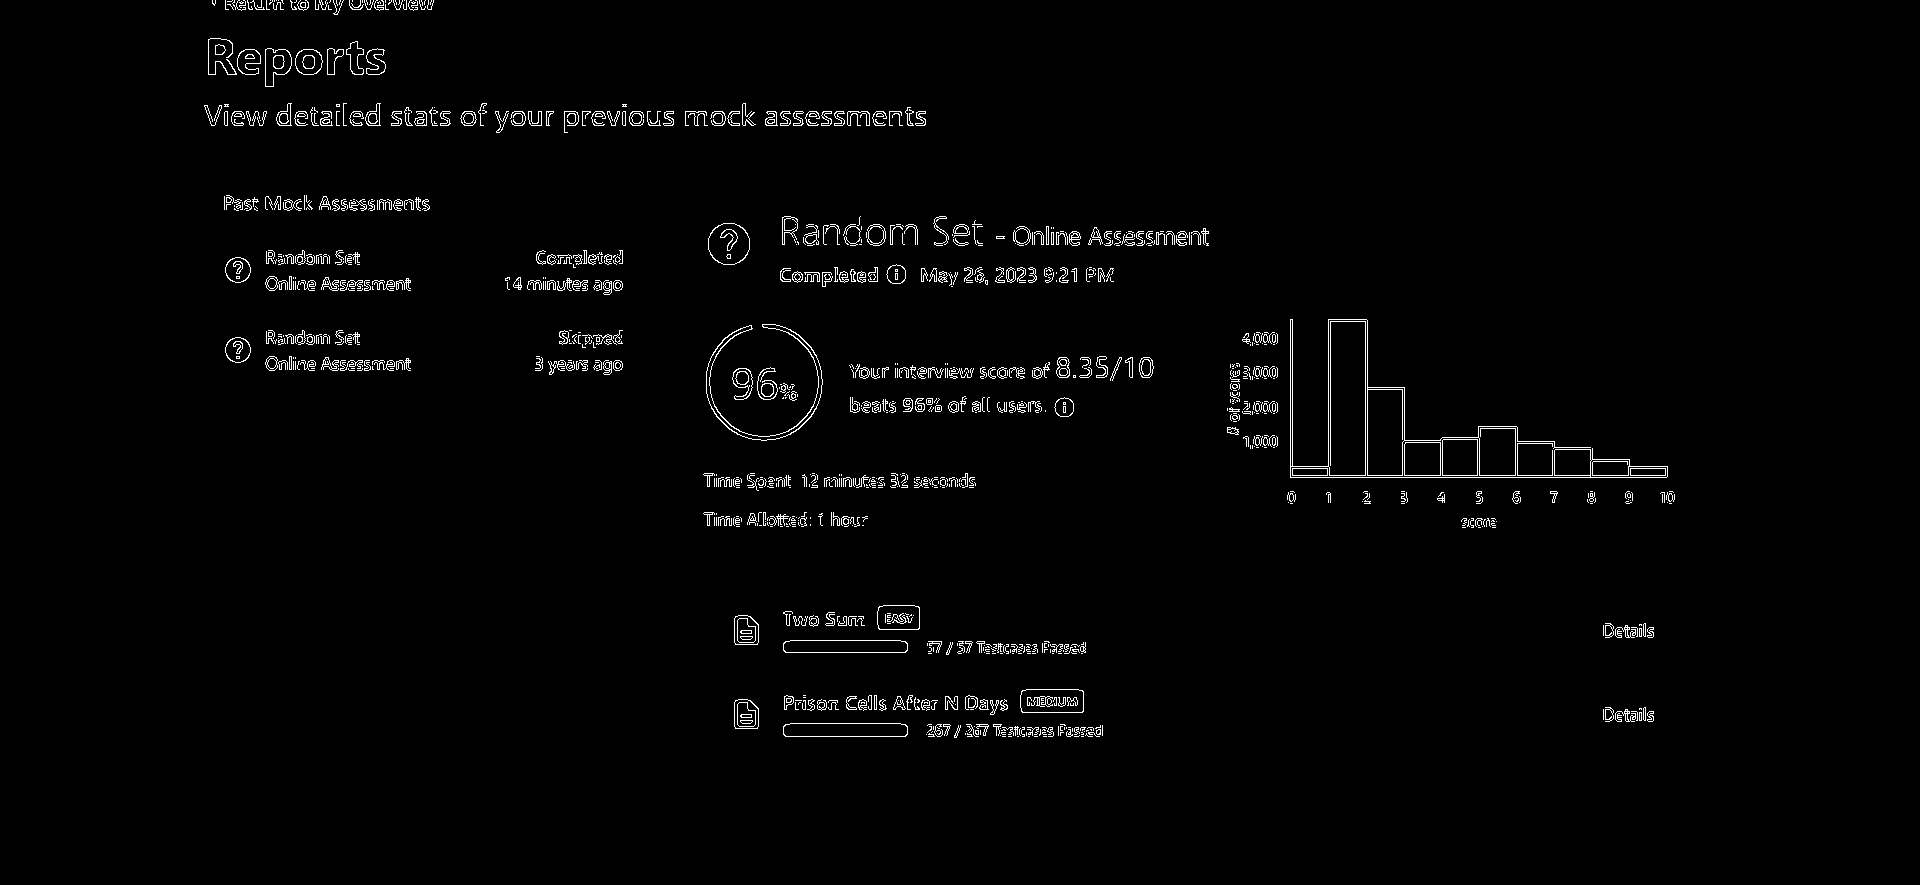 Return to My Overview
Reports
View detailed stats of your previous mock assessments
Past Mock Assessments
Random Set Completed
Online Assessment 14 minutes ago
Random Set Skipped
Online Assessment 3 years ago
Random Set - Online Assessment
Completed May 26, 2023 9:21 PM
96%
Your interview score of 8.35/10
beats 96% of all users.
Time Spent: 12 minutes 32 seconds
Time Allotted: 1 hour
4,000
3,000
2,000
1,000
# of scores
0 1 2 3 4 5 6 7 8 9 10
score
Two Sum EASY
57 / 57 Testcases Passed
Details
Prison Cells After N Days MEDIUM
267 / 267 Testcases Passed
Details